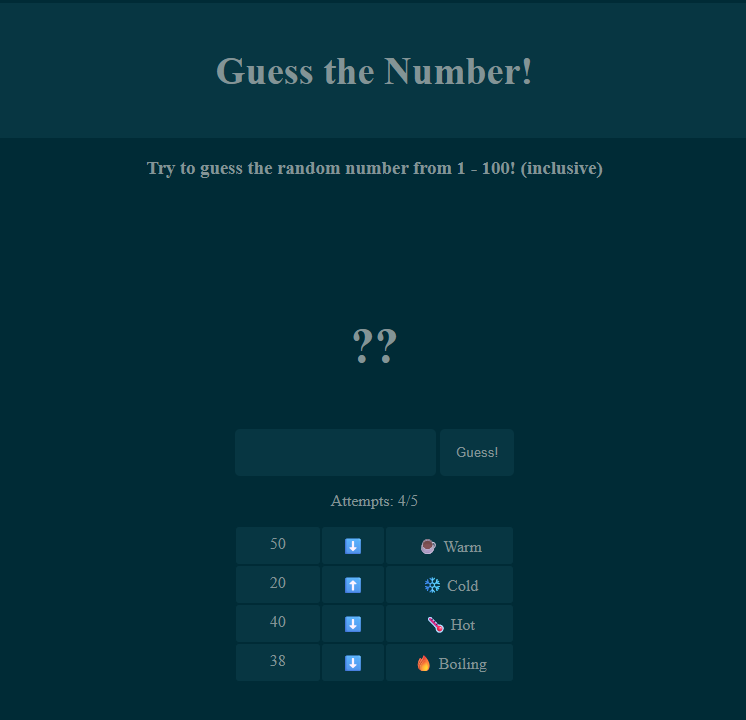 Guess the Number!
Try to guess the random number from 1 - 100! (inclusive)
??
Guess!
Attempts: 4/5
50 ⬇️ ☕ Warm
20 ⬆️ ❄️ Cold
40 ⬇️ 🌡️ Hot
38 ⬇️ 🔥 Boiling